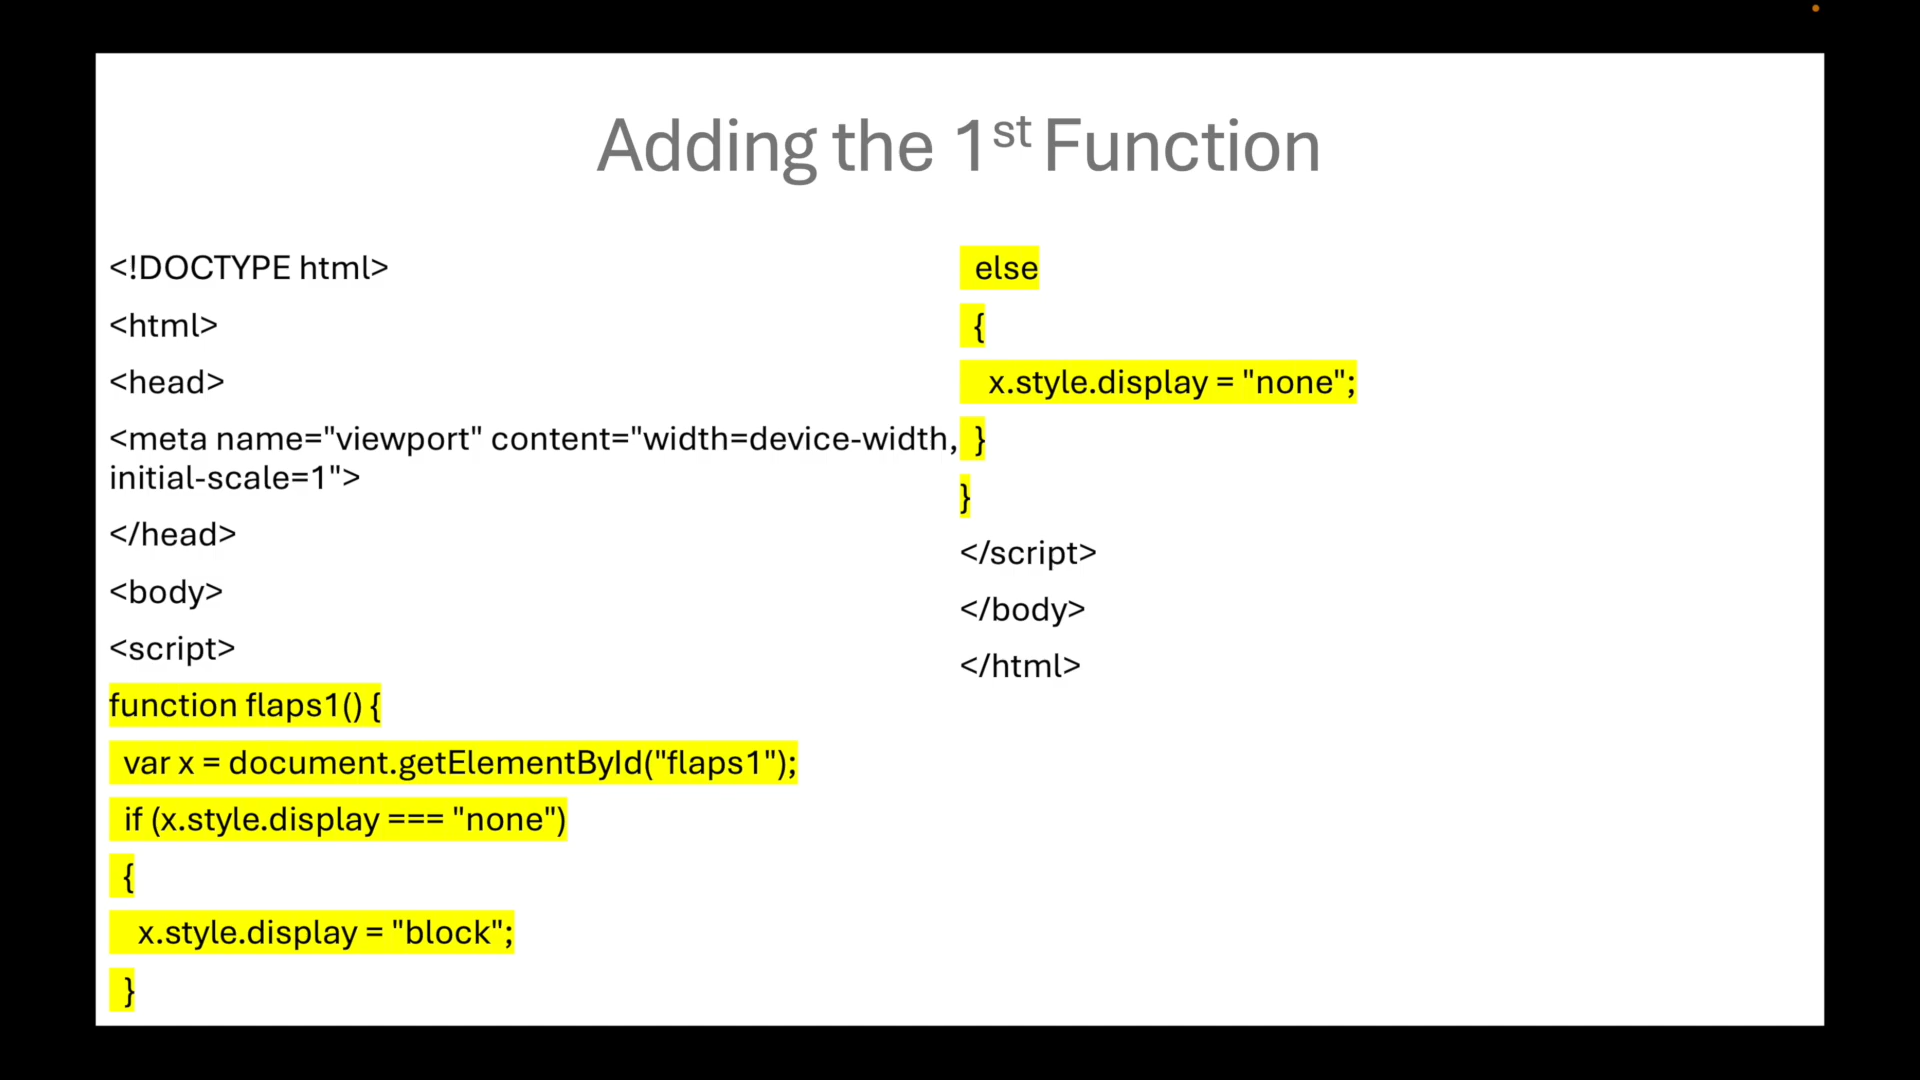 Adding the 1st Function
<!DOCTYPE html>
<html>
<head>
<meta name="viewport" content="width=device-width,
initial-scale=1">
</head>
<body>
<script>
function flaps1() {
  var x = document.getElementById("flaps1");
  if (x.style.display === "none")
  {
    x.style.display = "block";
  }
  else
  {
    x.style.display = "none";
  }
}
</script>
</body>
</html>